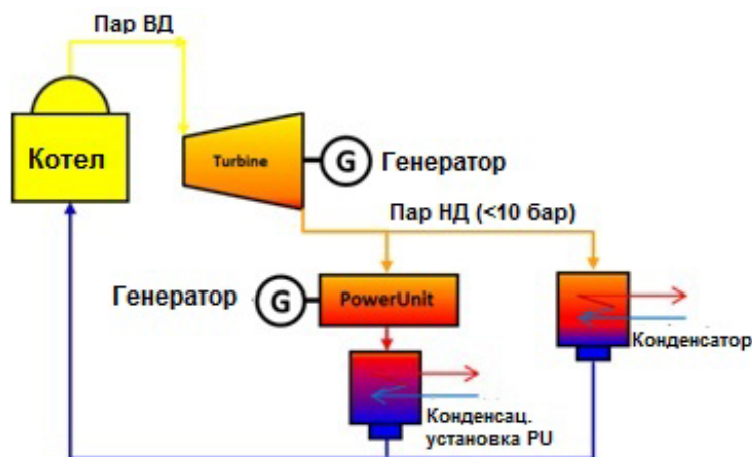 Пар ВД
Котел
Turbine
G
Генератор
Пар НД (<10 бар)
Генератор
G
PowerUnit
Конденсатор
Конденсац.
установка PU